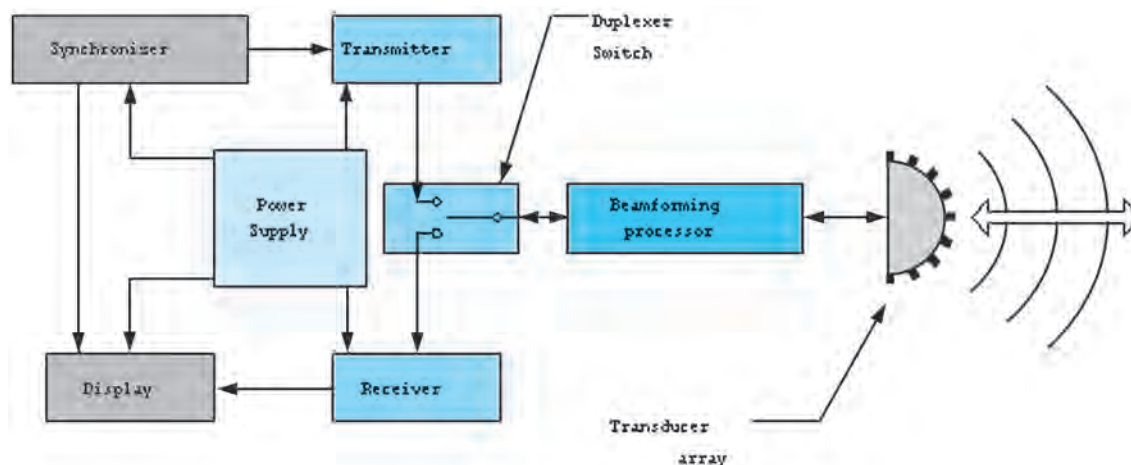 Synchronizer
Transmitter
Duplexer
Switch
Power
Supply
Beamforming
processor
Display
Receiver
Transducer
array